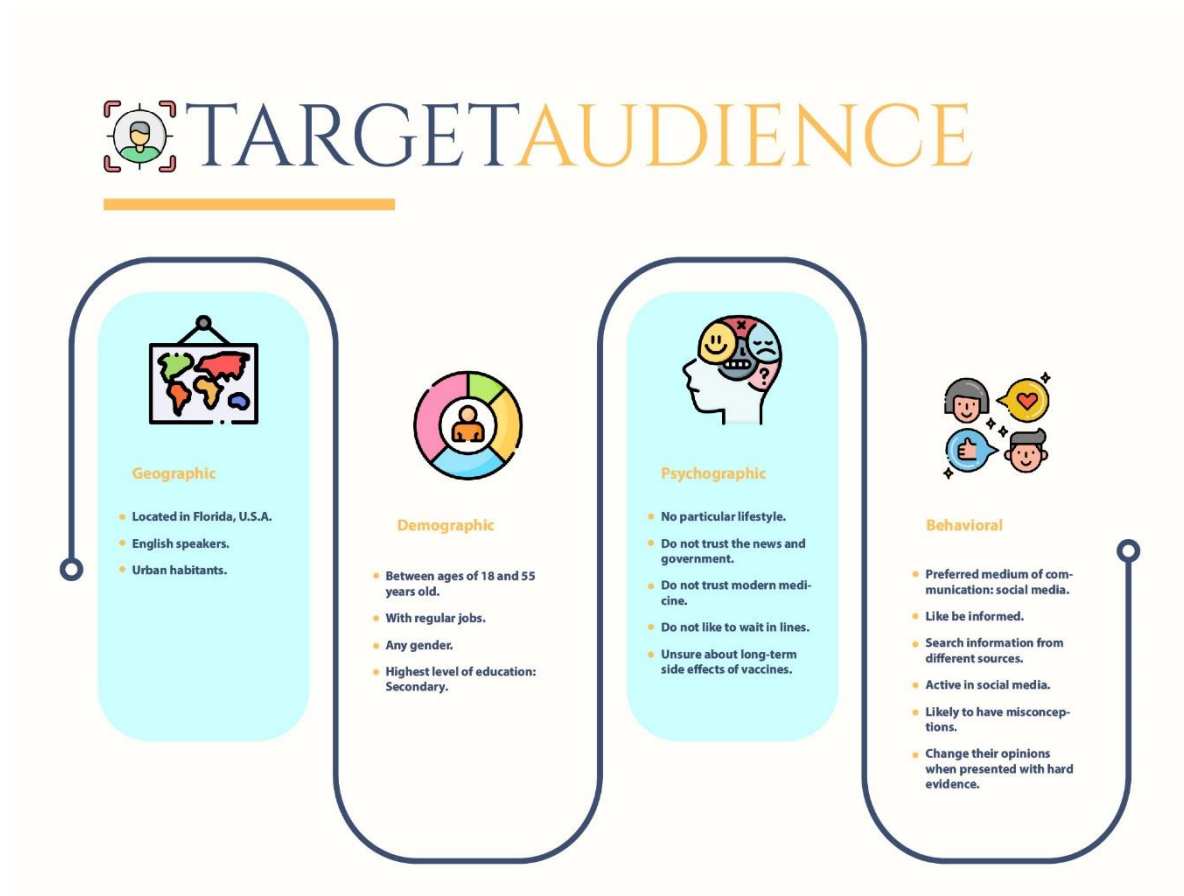 TARGETAUDIENCE
Geographic
Located in Florida, U.S.A.
English speakers.
Urban habitants.
Demographic
Between ages of 18 and 55
years old.
With regular jobs.
Any gender.
Highest level of education:
Secondary.
Psychographic
No particular lifestyle.
Do not trust the news and
government.
Do not trust modern medi-
cine.
Do not like to wait in lines.
Unsure about long-term
side effects of vaccines.
Behavioral
Preferred medium of com-
munication: social media.
Like be informed.
Search information from
different sources.
Active in social media.
Likely to have misconcep-
tions.
Change their opinions
when presented with hard
evidence.